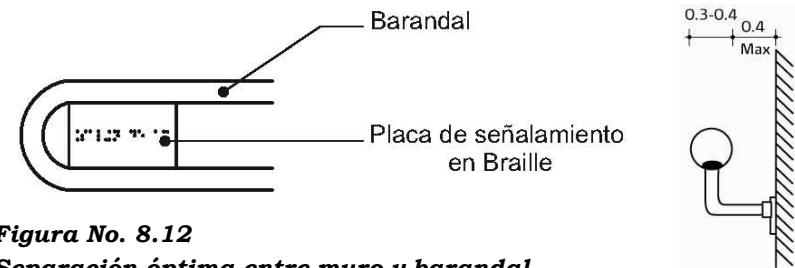 Barandal
0.3-0.4
0.4
Max
Placa de señalamiento
en Braille
Figura No. 8.12
Separación óptima entre muro y barandal